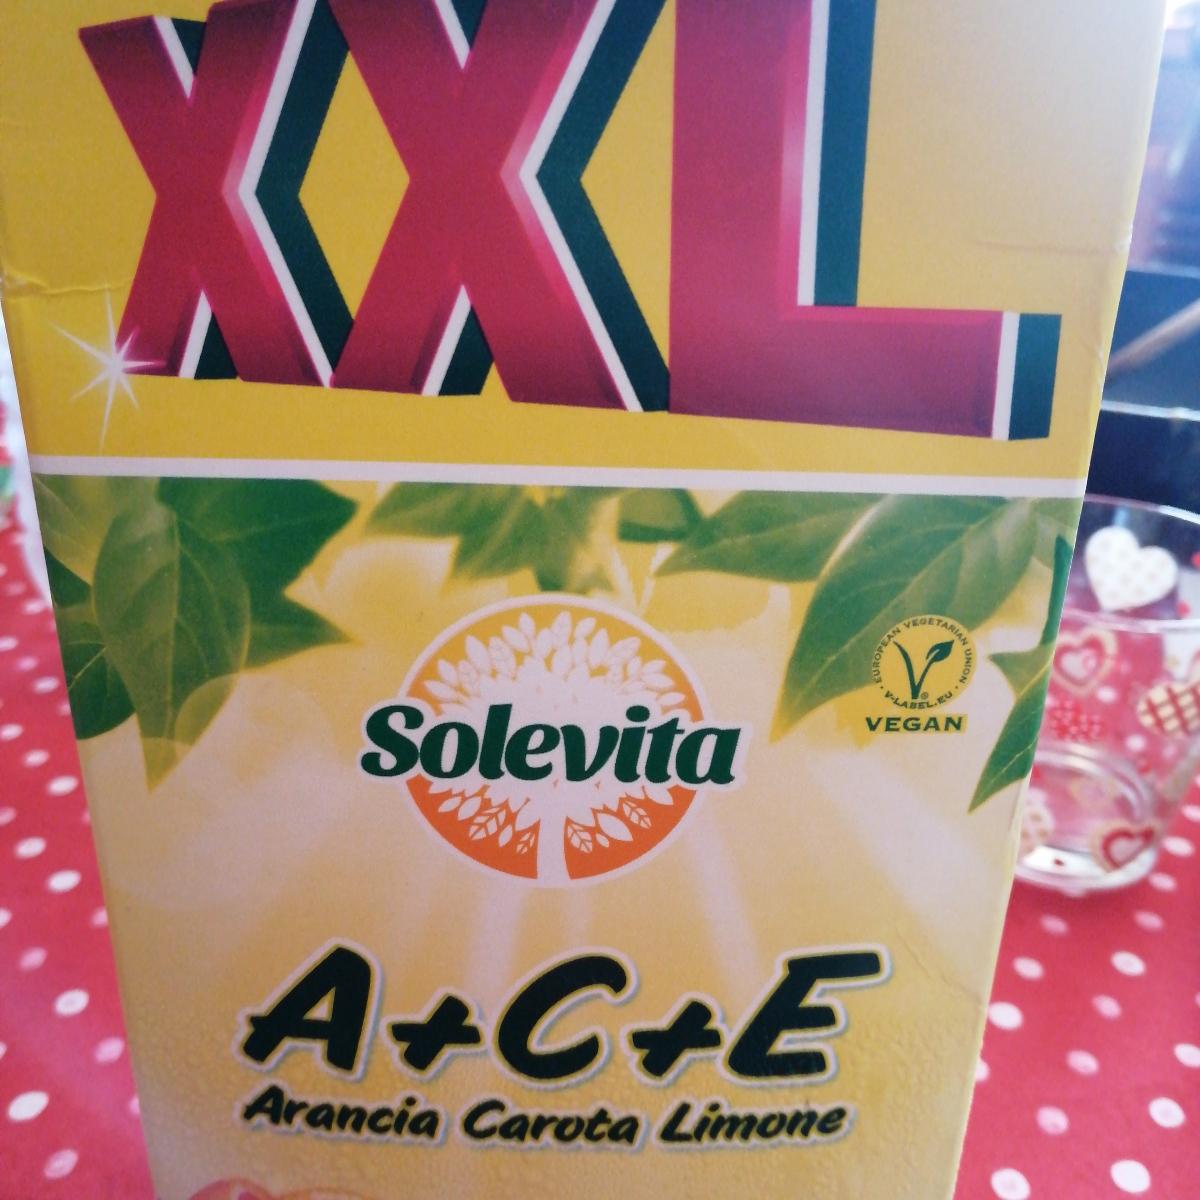 XXL
Solevita
EUROPEAN VEGETARIAN UNION
V-LABEL.EU
VEGAN
A+C+E
Arancia Carota Limone